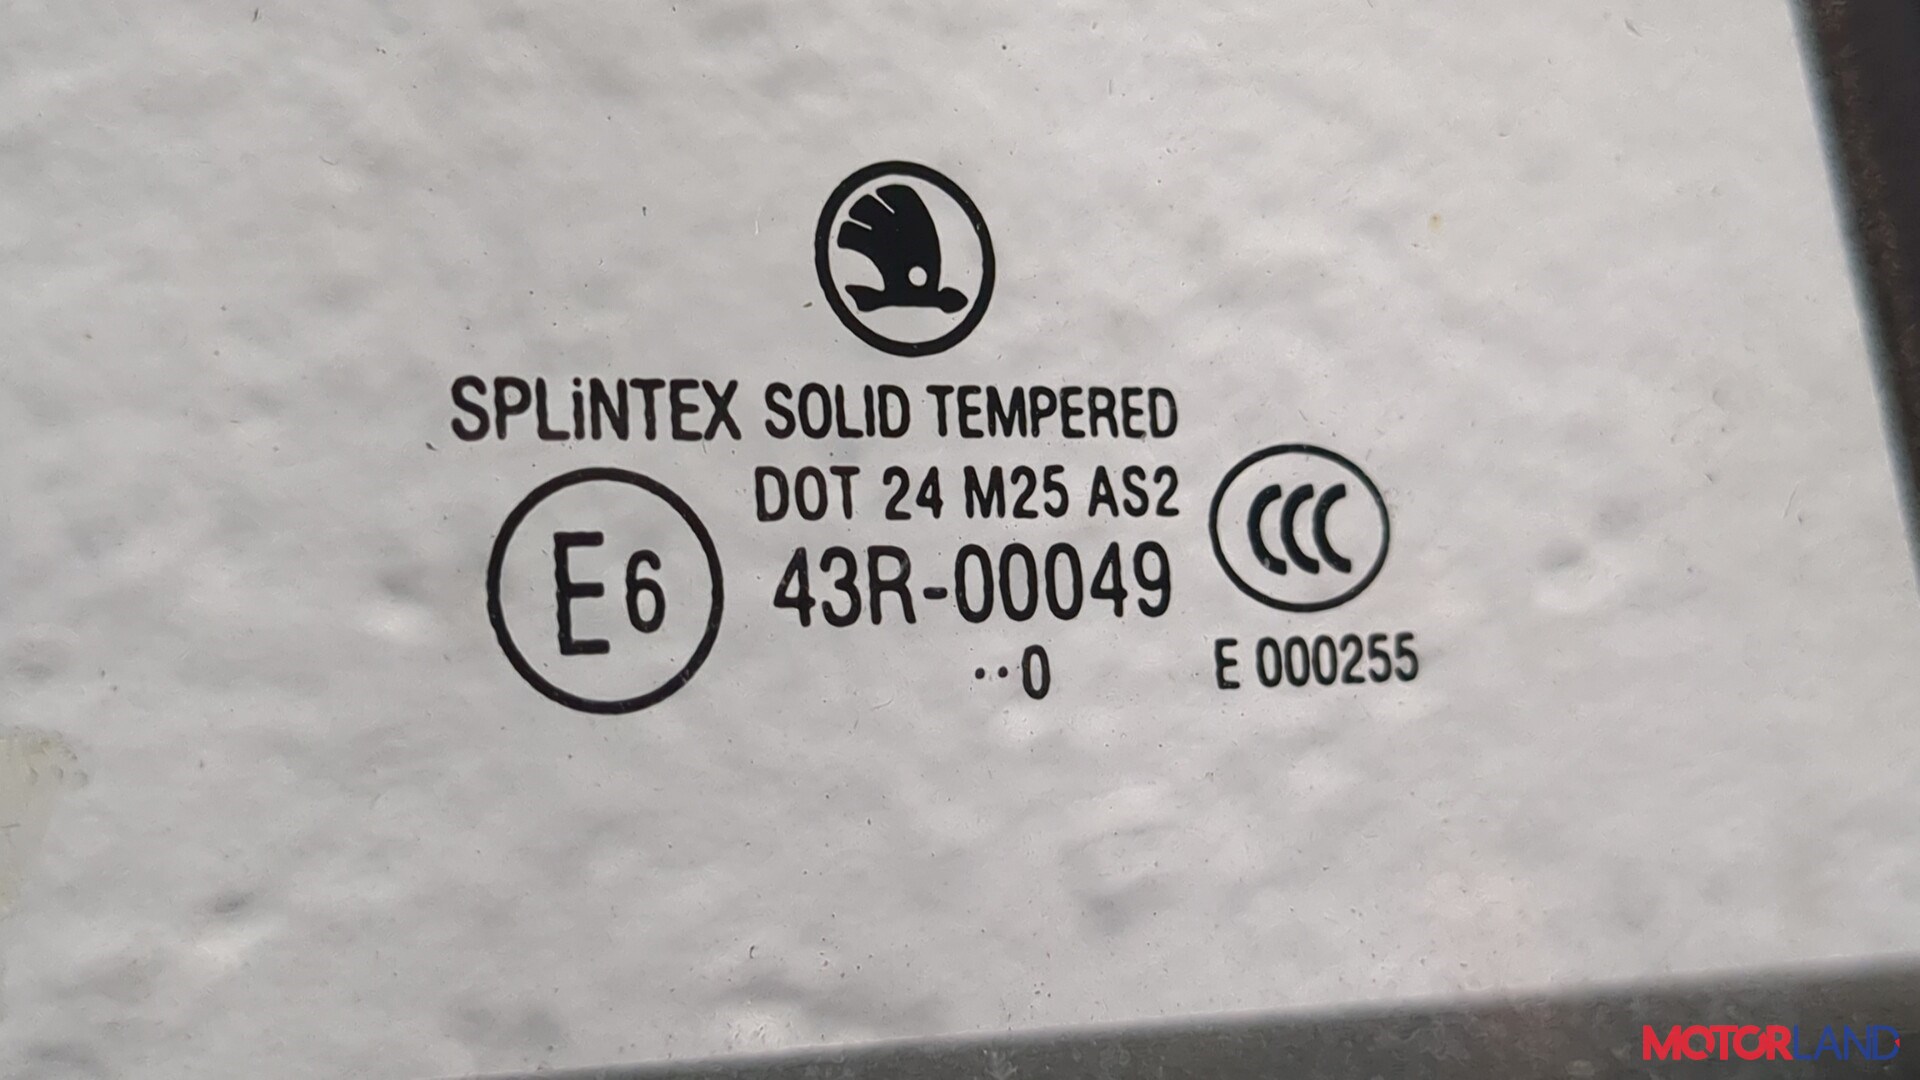 SPLiNTEX SOLID TEMPERED
DOT 24 M25 AS2
E6
43R-00049
CCC
··0
E 000255
MOTORLAND